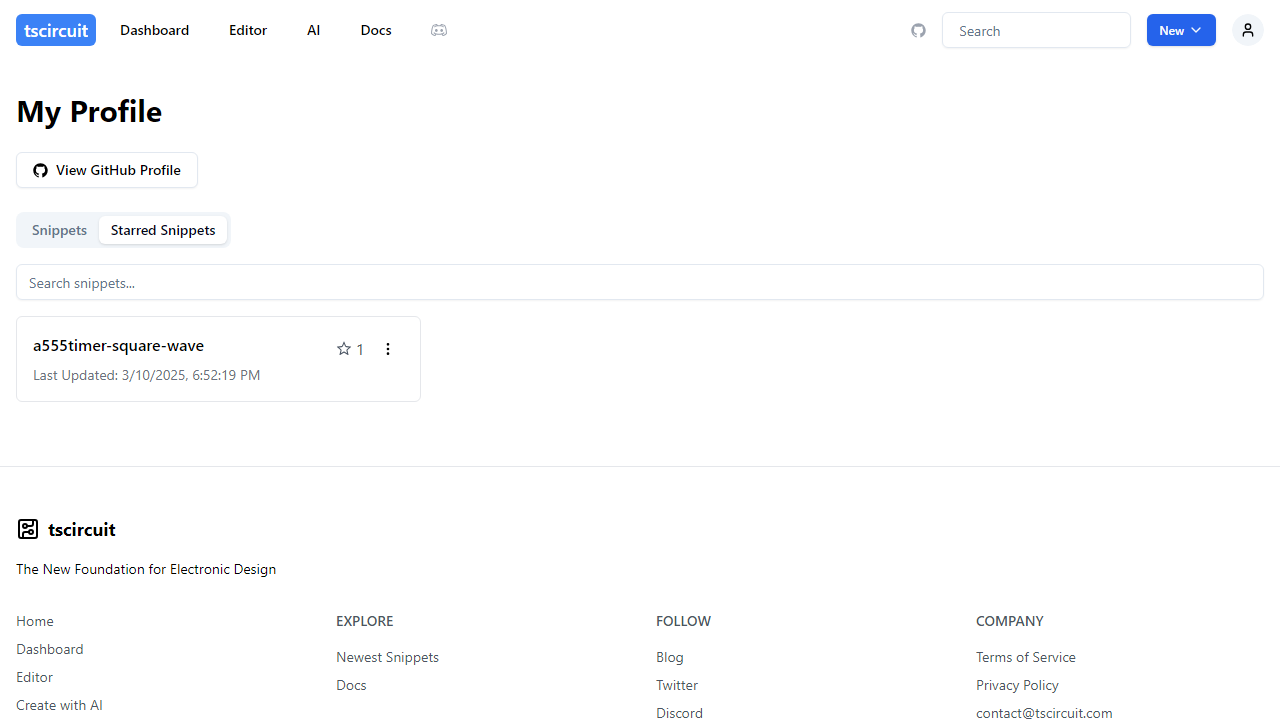 tscircuit Dashboard Editor AI Docs Search New
My Profile
View GitHub Profile
Snippets Starred Snippets
Search snippets...
a555timer-square-wave 1
Last Updated: 3/10/2025, 6:52:19 PM
tscircuit
The New Foundation for Electronic Design
Home
Dashboard
Editor
Create with AI
EXPLORE
Newest Snippets
Docs
FOLLOW
Blog
Twitter
Discord
COMPANY
Terms of Service
Privacy Policy
contact@tscircuit.com